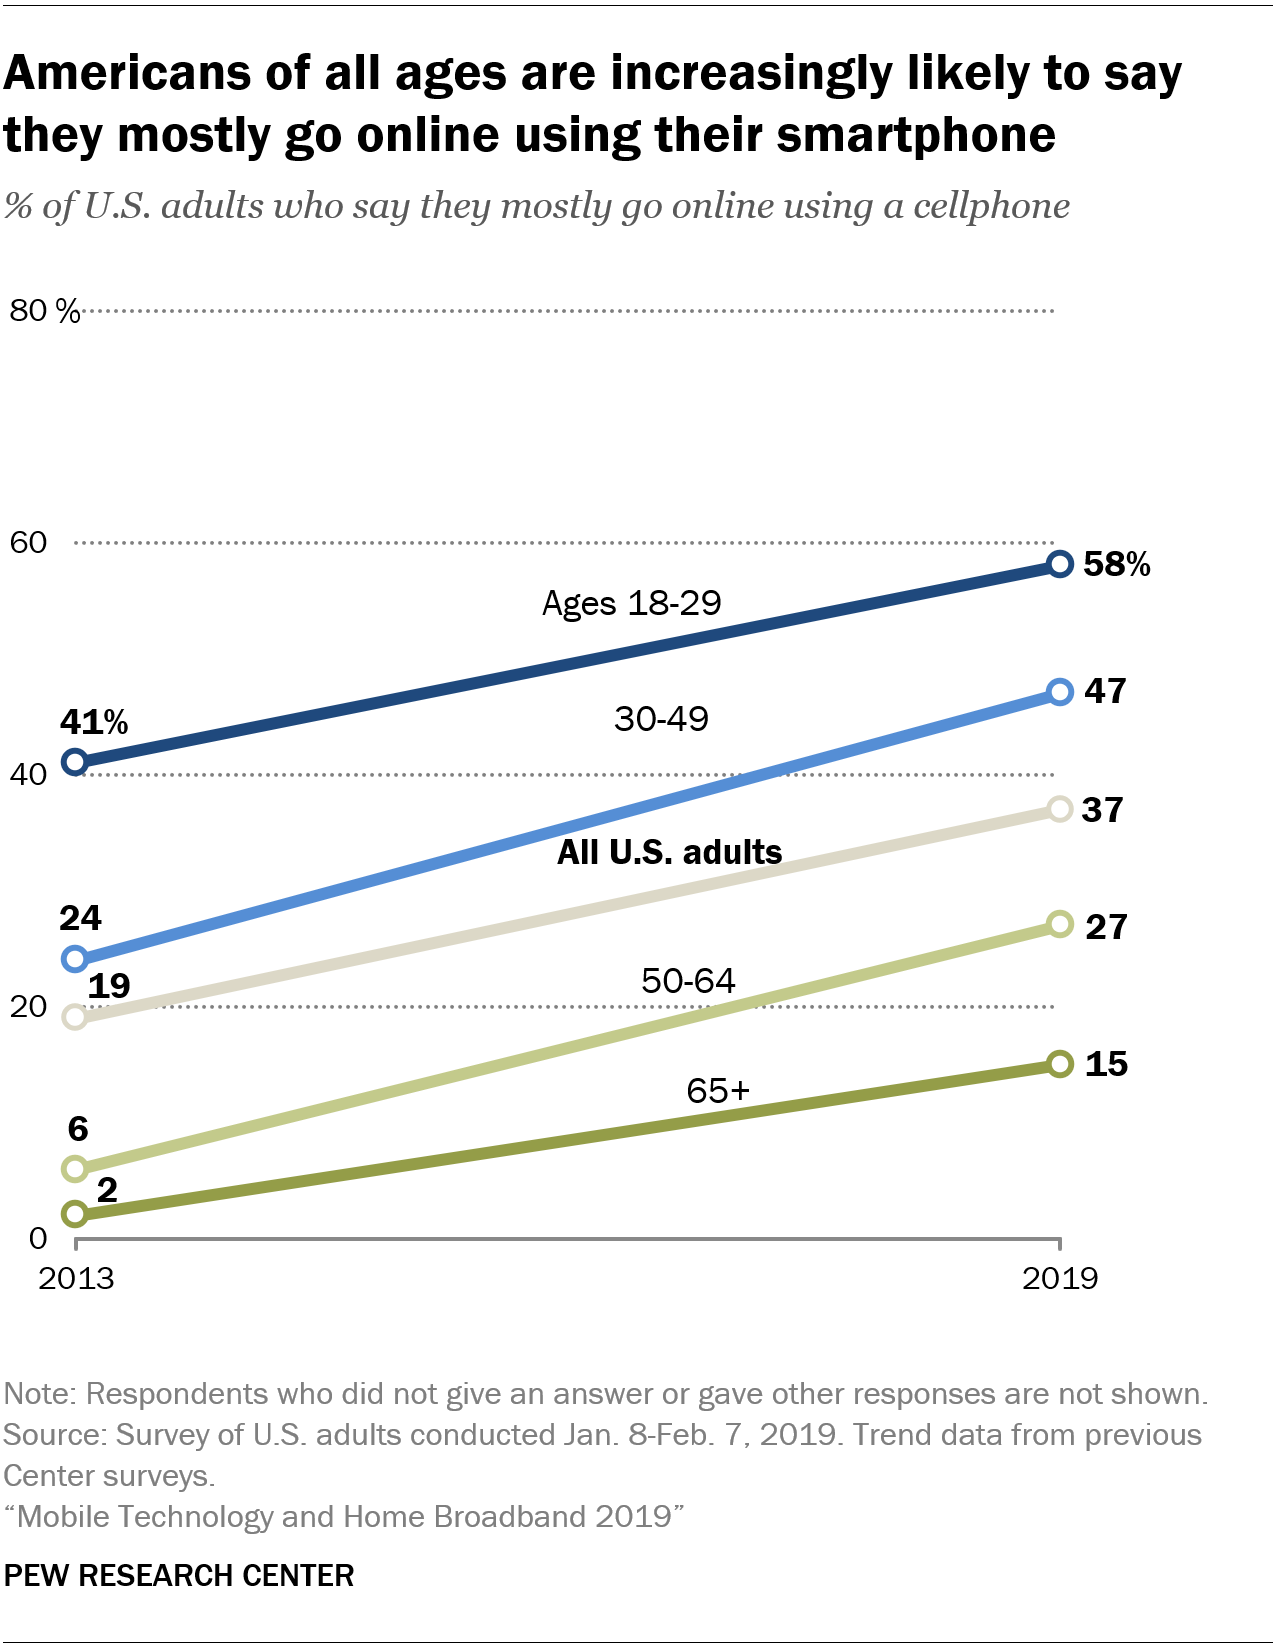 Americans of all ages are increasingly likely to say
they mostly go online using their smartphone
% of U.S. adults who say they mostly go online using a cellphone
80 %
60
58%
Ages 18-29
47
41%
30-49
40
37
All U.S. adults
24
27
19
50-64
20
15
65+
6
2
0
2013
2019
Note: Respondents who did not give an answer or gave other responses are not shown.
Source: Survey of U.S. adults conducted Jan. 8-Feb. 7, 2019. Trend data from previous
Center surveys.
“Mobile Technology and Home Broadband 2019”
PEW RESEARCH CENTER